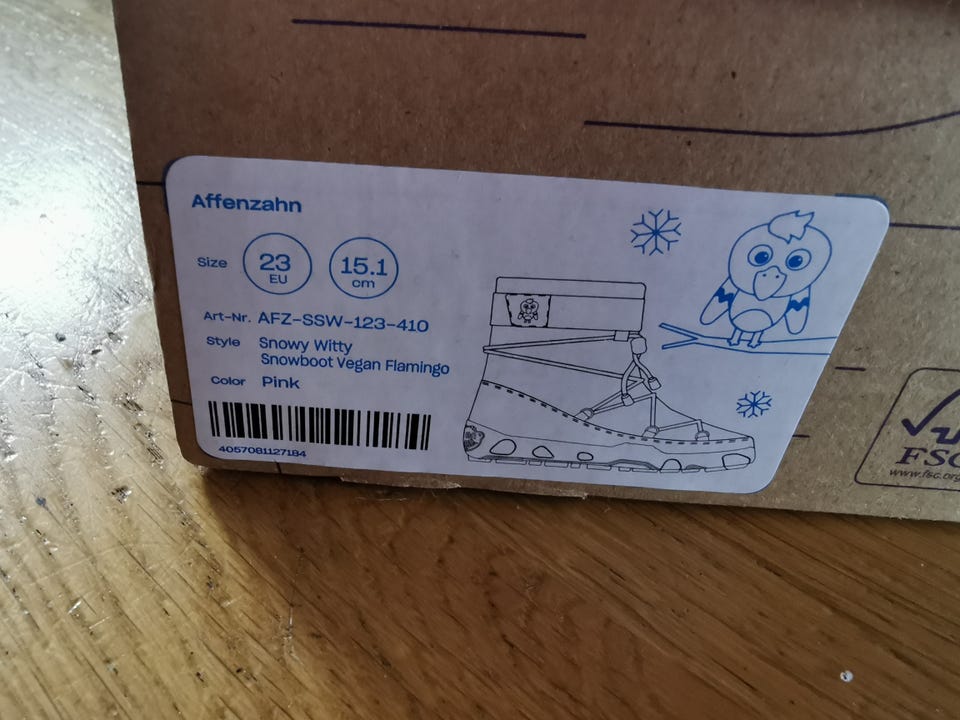 Affenzahn
Size 23 EU 15.1 cm
Art-Nr. AFZ-SSW-123-410
Style Snowy Witty
Snowboot Vegan Flamingo
Color Pink
4057081127184
FSC
www.fsc.org